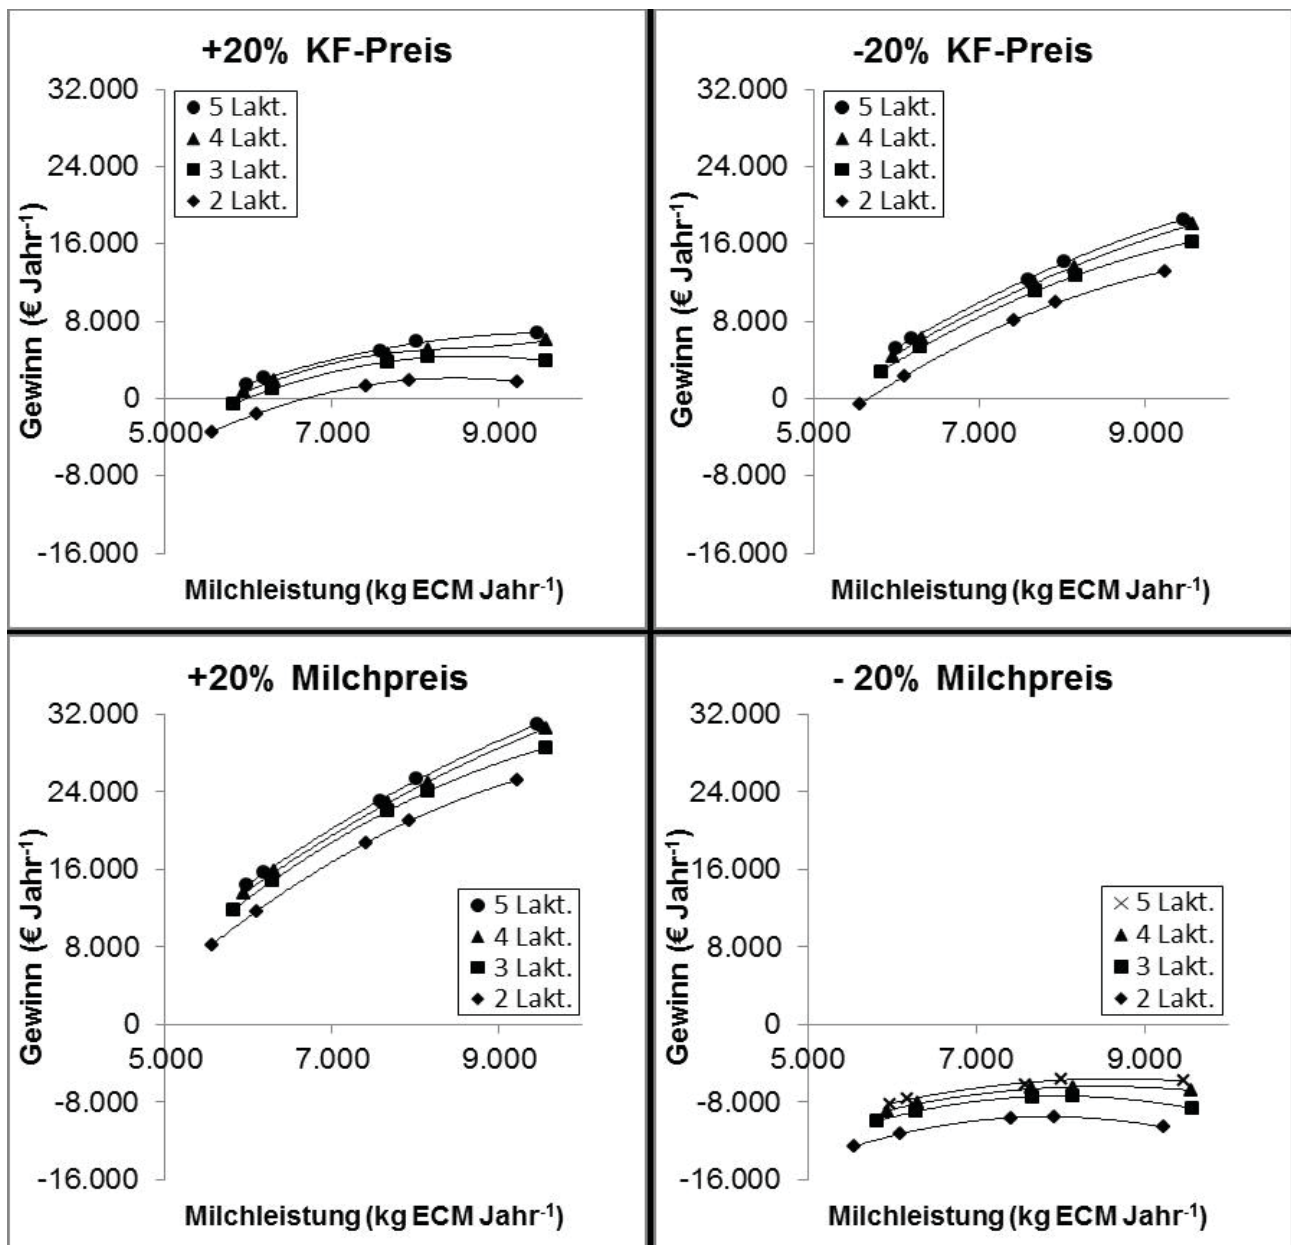 +20% KF-Preis
32.000
24.000
16.000
8.000
0
-8.000
-16.000
5.000
7.000
9.000
5 Lakt.
4 Lakt.
3 Lakt.
2 Lakt.
Gewinn (€ Jahr⁻¹)
Milchleistung (kg ECM Jahr⁻¹)
-20% KF-Preis
32.000
24.000
16.000
8.000
0
-8.000
-16.000
5.000
7.000
9.000
5 Lakt.
4 Lakt.
3 Lakt.
2 Lakt.
Gewinn (€ Jahr⁻¹)
Milchleistung (kg ECM Jahr⁻¹)
+20% Milchpreis
32.000
24.000
16.000
8.000
0
-8.000
-16.000
5.000
7.000
9.000
5 Lakt.
4 Lakt.
3 Lakt.
2 Lakt.
Gewinn (€ Jahr⁻¹)
Milchleistung (kg ECM Jahr⁻¹)
- 20% Milchpreis
32.000
24.000
16.000
8.000
0
-8.000
-16.000
5.000
7.000
9.000
5 Lakt.
4 Lakt.
3 Lakt.
2 Lakt.
Gewinn (€ Jahr⁻¹)
Milchleistung (kg ECM Jahr⁻¹)